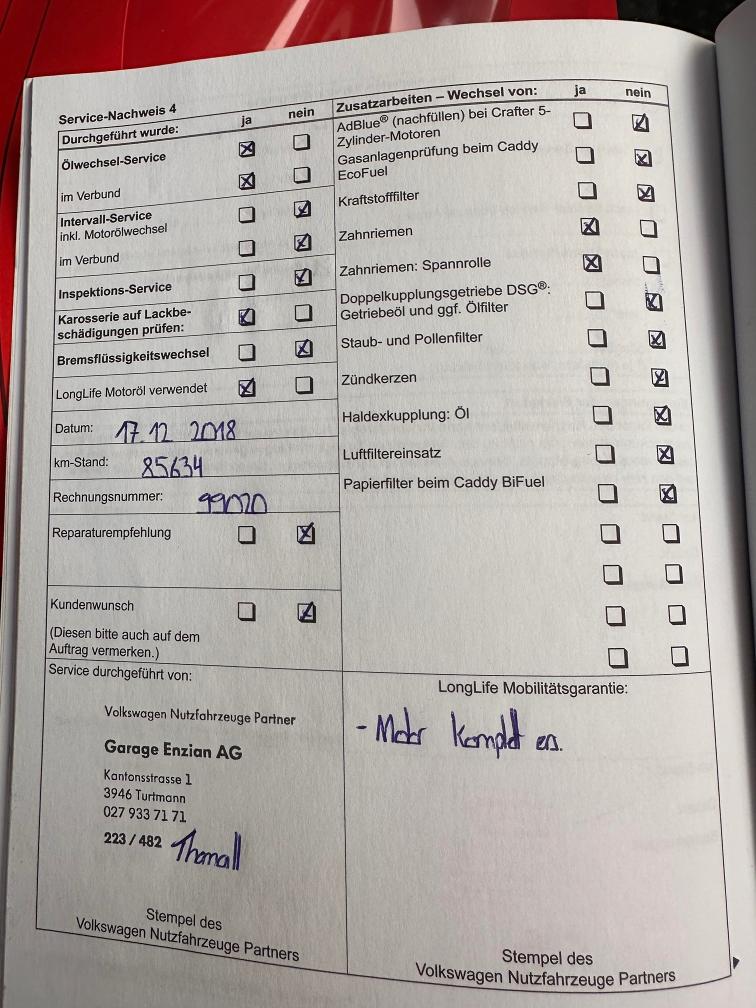 Service-Nachweis 4
Durchgeführt wurde: ja nein
Ölwechsel-Service
im Verbund
Intervall-Service
inkl. Motorölwechsel
im Verbund
Inspektions-Service
Karosserie auf Lackbe-
schädigungen prüfen:
Bremsflüssigkeitswechsel
LongLife Motoröl verwendet
Datum: 17.12 2018
km-Stand: 85634
Rechnungsnummer: 99020
Reparaturempfehlung
Kundenwunsch
(Diesen bitte auch auf dem
Auftrag vermerken.)
Service durchgeführt von:
Volkswagen Nutzfahrzeuge Partner
Garage Enzian AG
Kantonsstrasse 1
3946 Turtmann
027 933 71 71
223 / 482
Stempel des
Volkswagen Nutzfahrzeuge Partners
Zusatzarbeiten – Wechsel von: ja nein
AdBlue® (nachfüllen) bei Crafter 5-
Zylinder-Motoren
Gasanlagenprüfung beim Caddy
EcoFuel
Kraftstofffilter
Zahnriemen
Zahnriemen: Spannrolle
Doppelkupplungsgetriebe DSG®:
Getriebeöl und ggf. Ölfilter
Staub- und Pollenfilter
Zündkerzen
Haldexkupplung: Öl
Luftfiltereinsatz
Papierfilter beim Caddy BiFuel
LongLife Mobilitätsgarantie:
- Motor komplet ers.
Stempel des
Volkswagen Nutzfahrzeuge Partners